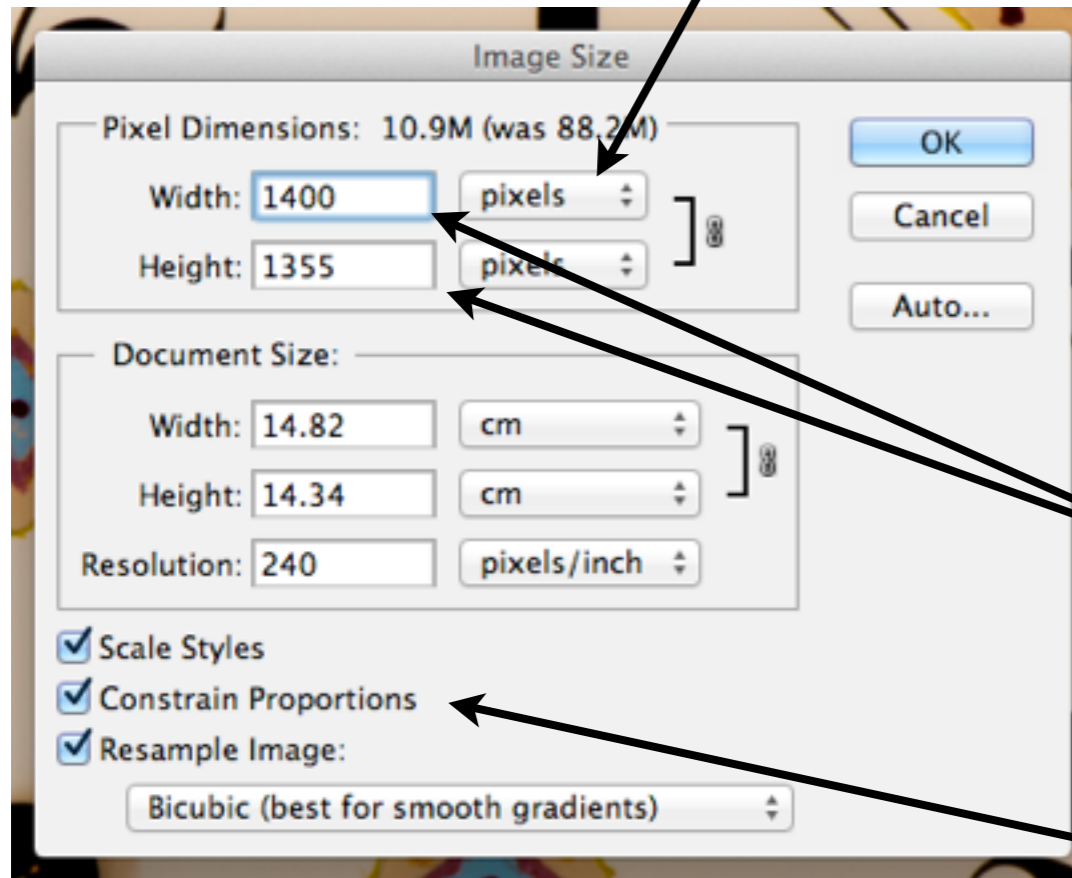 Image Size
Pixel Dimensions: 10.9M (was 88.2M)
OK
Width: 1400 pixels
Cancel
Height: 1355 pixels
Auto...
Document Size:
Width: 14.82 cm
Height: 14.34 cm
Resolution: 240 pixels/inch
Scale Styles
Constrain Proportions
Resample Image:
Bicubic (best for smooth gradients)